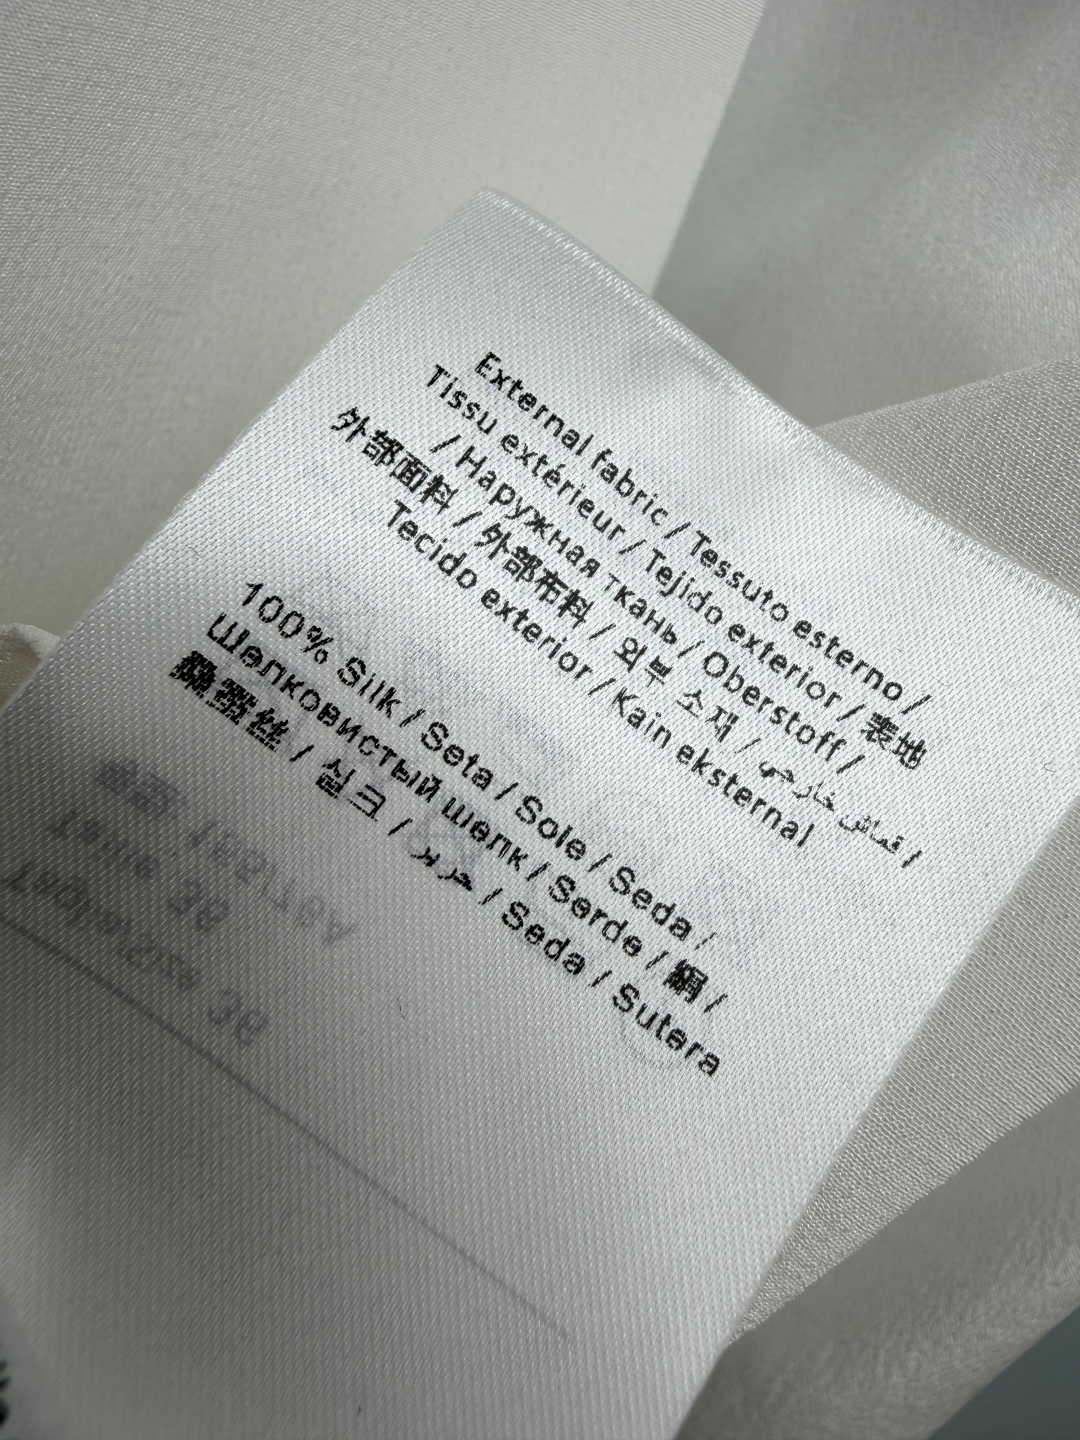 External fabric / Tessuto esterno /
Tissu extérieur / Tejido exterior / 表地
/ Наружная ткань / Oberstoff /
外部面料 / 外部布料 / 외부 소재 / قماش خارجي /
Tecido exterior / Kain eksternal
100% Silk / Seta / Soie / Seda /
Шелковистый шелк / Seide / 絹 /
桑蚕丝 / 실크 / حرير / Seda / Sutera